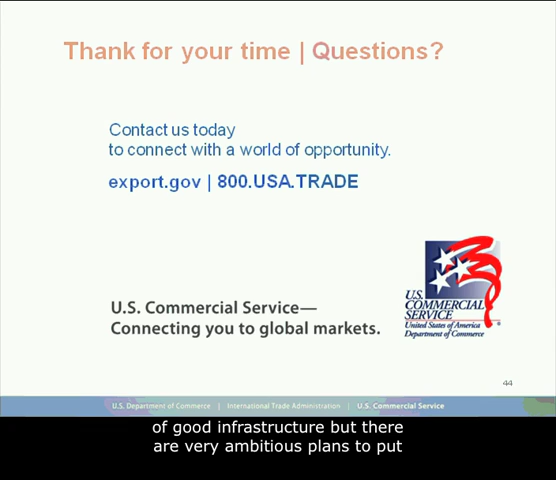 Thank for your time | Questions?
Contact us today
to connect with a world of opportunity.
export.gov | 800.USA.TRADE
U.S. Commercial Service—
Connecting you to global markets.
U.S.
COMMERCIAL
SERVICE
United States of America
Department of Commerce
44
U.S. Department of Commerce | International Trade Administration | U.S. Commercial Service
of good infrastructure but there
are very ambitious plans to put